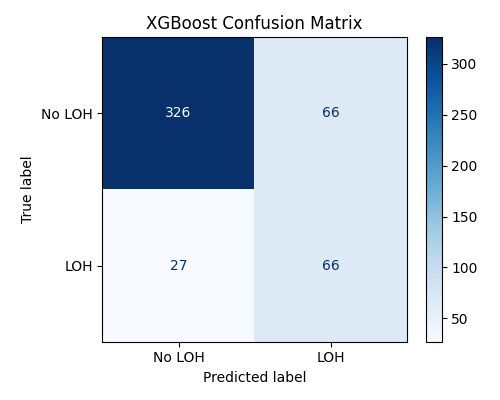 XGBoost Confusion Matrix
True label
No LOH
326
66
LOH
27
66
No LOH
LOH
Predicted label
300
250
200
150
100
50